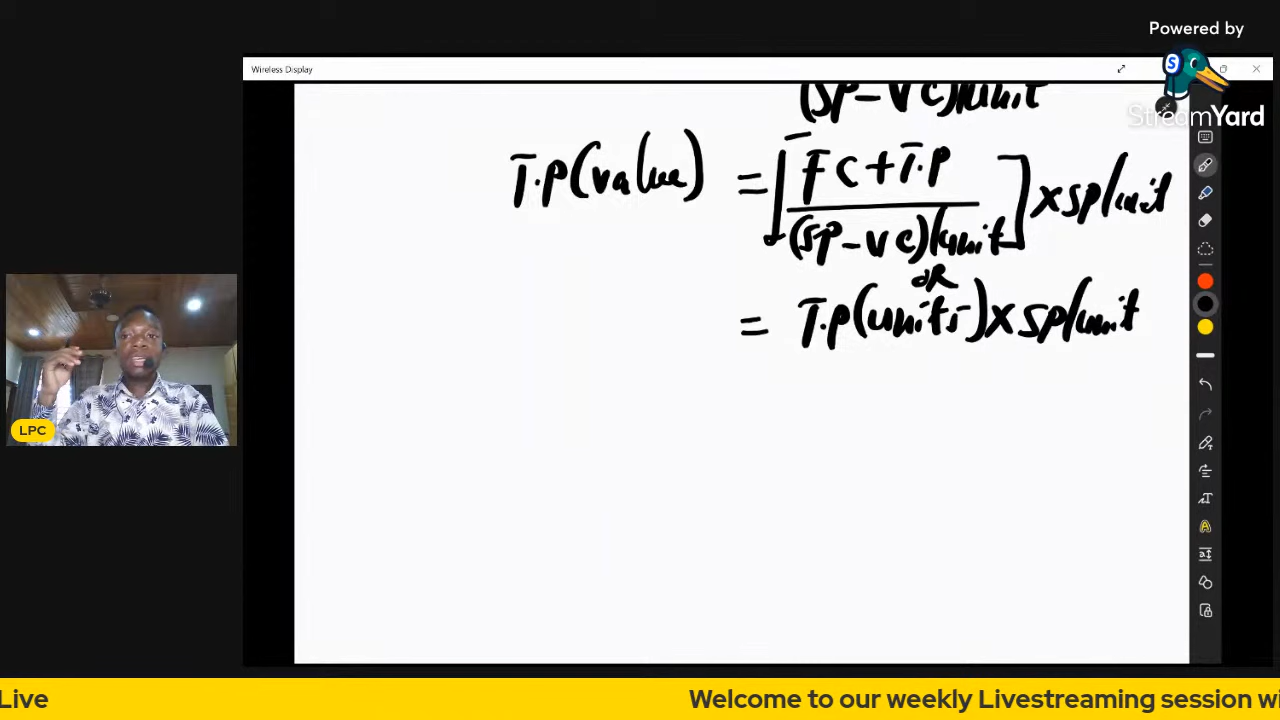 Powered by
StreamYard
Wireless Display
(SP-VC)/unit
T.P(value) = [FC+T.P / (SP-VC)/unit] x SP/unit
OR
= T.P(units) x SP/unit
LPC
Live
Welcome to our weekly Livestreaming session wi